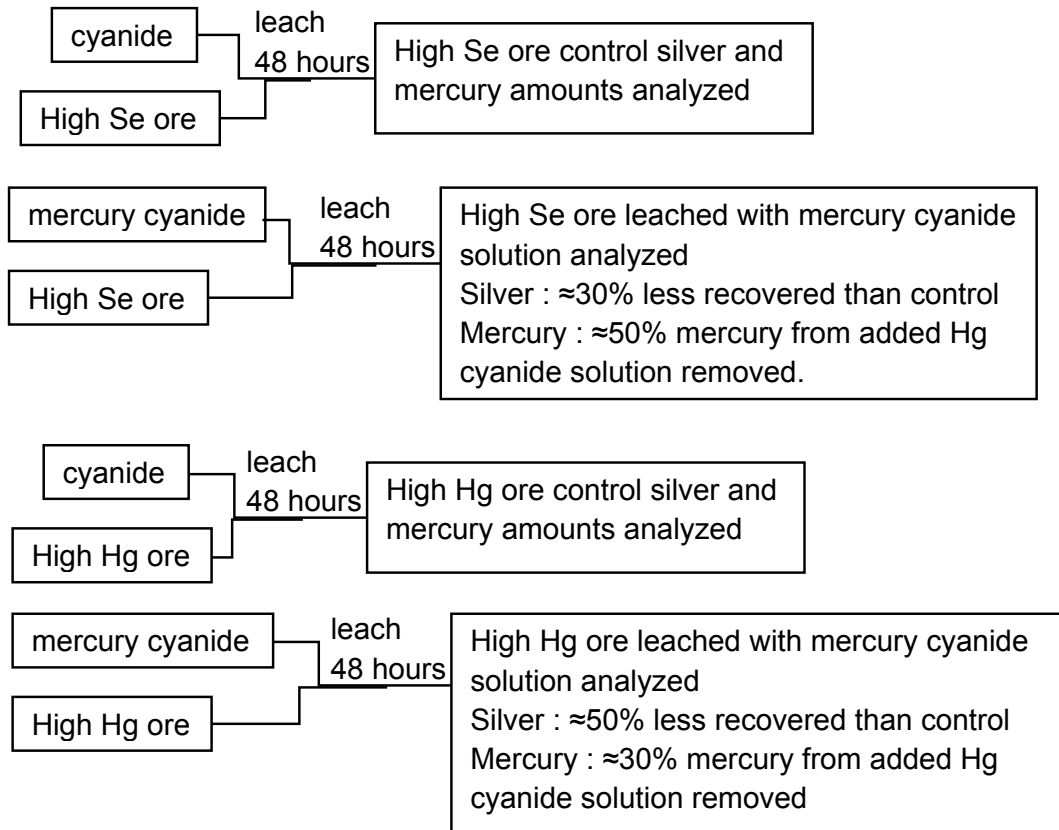 cyanide
leach
48 hours
High Se ore
High Se ore control silver and
mercury amounts analyzed
mercury cyanide
leach
48 hours
High Se ore
High Se ore leached with mercury cyanide
solution analyzed
Silver : ≈30% less recovered than control
Mercury : ≈50% mercury from added Hg
cyanide solution removed.
cyanide
leach
48 hours
High Hg ore
High Hg ore control silver and
mercury amounts analyzed
mercury cyanide
leach
48 hours
High Hg ore
High Hg ore leached with mercury cyanide
solution analyzed
Silver : ≈50% less recovered than control
Mercury : ≈30% mercury from added Hg
cyanide solution removed